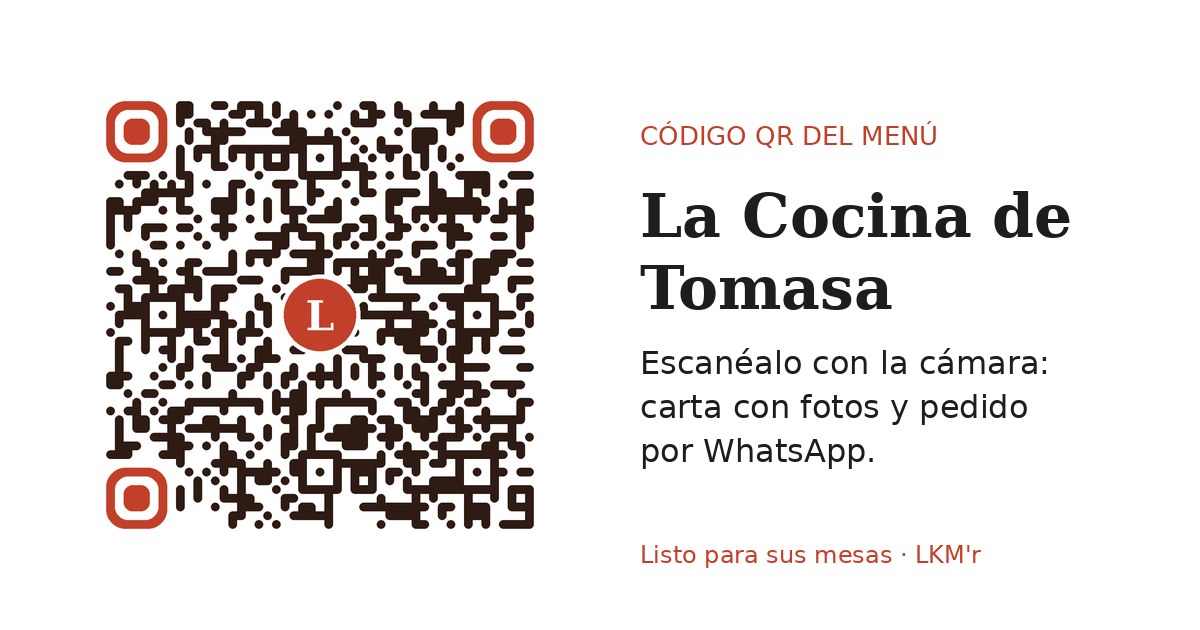 L
CÓDIGO QR DEL MENÚ
La Cocina de
Tomasa
Escanéalo con la cámara:
carta con fotos y pedido
por WhatsApp.
Listo para sus mesas · LKM'r